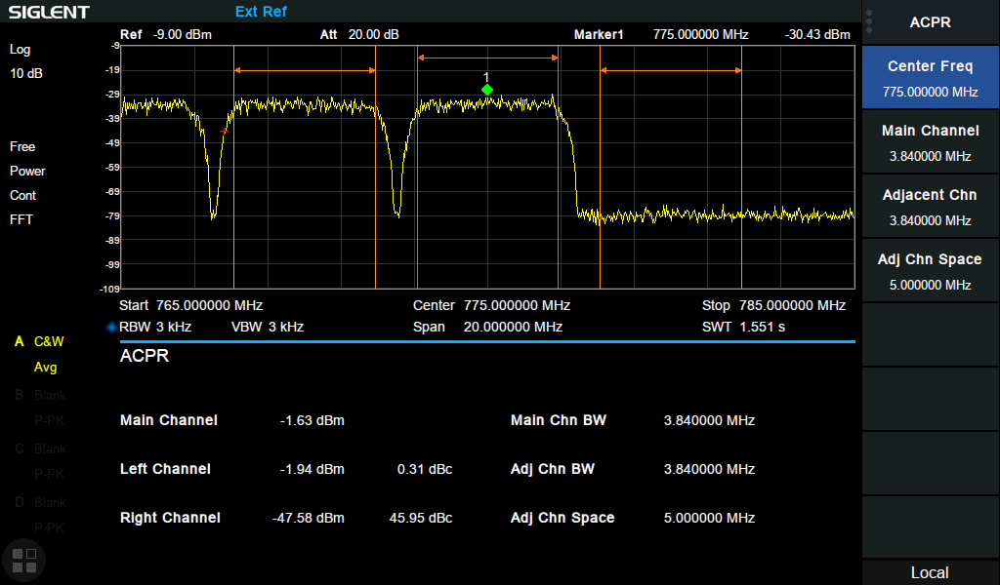 SIGLENT Ext Ref
Ref -9.00 dBm Att 20.00 dB Marker1 775.000000 MHz -30.43 dBm
Log
10 dB
Free
Power
Cont
FFT
-9
-19
-29
-39
-49
-59
-69
-79
-89
-99
-109
1
Start 765.000000 MHz Center 775.000000 MHz Stop 785.000000 MHz
RBW 3 kHz VBW 3 kHz Span 20.000000 MHz SWT 1.551 s
A C&W
Avg
B Blank
P-PK
C Blank
P-PK
D Blank
P-PK
ACPR
Main Channel -1.63 dBm Main Chn BW 3.840000 MHz
Left Channel -1.94 dBm 0.31 dBc Adj Chn BW 3.840000 MHz
Right Channel -47.58 dBm 45.95 dBc Adj Chn Space 5.000000 MHz
ACPR
Center Freq
775.000000 MHz
Main Channel
3.840000 MHz
Adjacent Chn
3.840000 MHz
Adj Chn Space
5.000000 MHz
Local